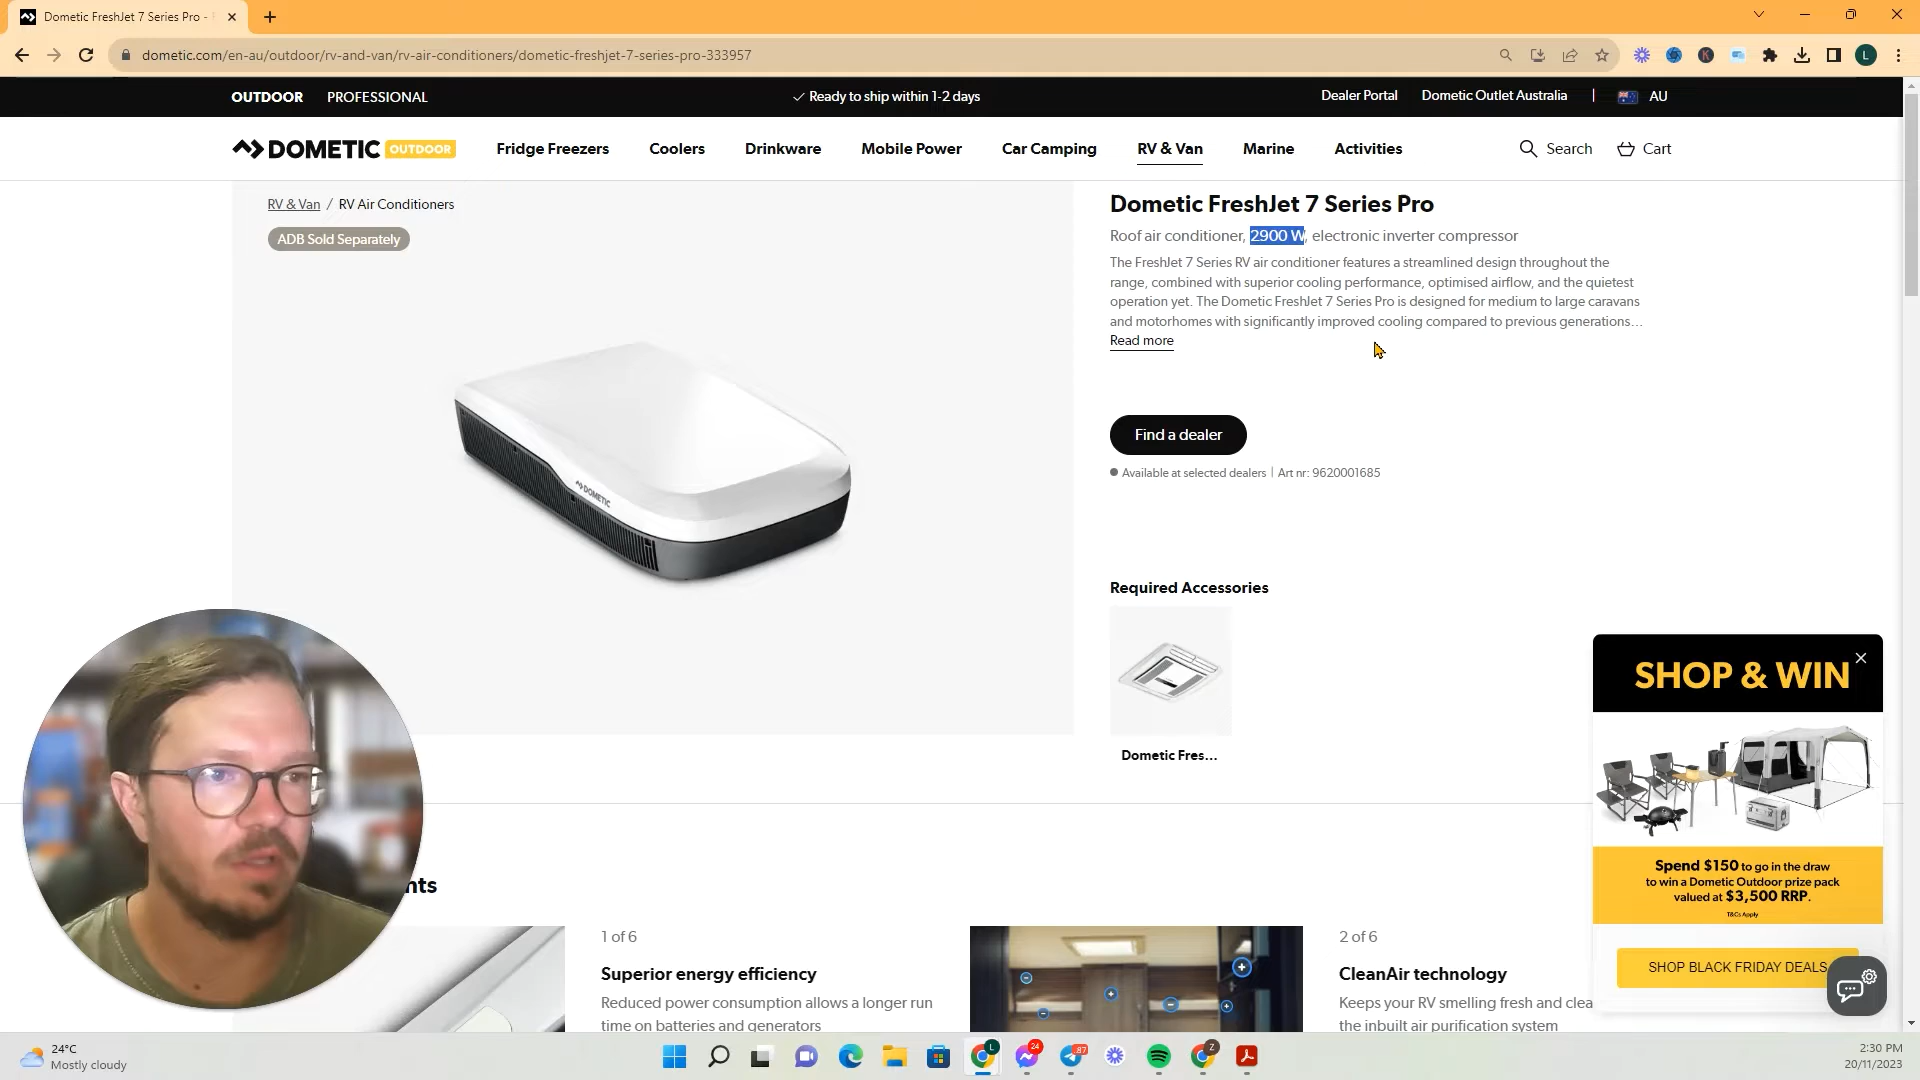 Dometic FreshJet 7 Series Pro -
dometic.com/en-au/outdoor/rv-and-van/rv-air-conditioners/dometic-freshjet-7-series-pro-333957
K
L
OUTDOOR
PROFESSIONAL
Ready to ship within 1-2 days
Dealer Portal
Dometic Outlet Australia
AU
DOMETIC OUTDOOR
Fridge Freezers
Coolers
Drinkware
Mobile Power
Car Camping
RV & Van
Marine
Activities
Search
Cart
RV & Van / RV Air Conditioners
ADB Sold Separately
DOMETIC
Dometic FreshJet 7 Series Pro
Roof air conditioner, 2900 W, electronic inverter compressor
The FreshJet 7 Series RV air conditioner features a streamlined design throughout the
range, combined with superior cooling performance, optimised airflow, and the quietest
operation yet. The Dometic FreshJet 7 Series Pro is designed for medium to large caravans
and motorhomes with significantly improved cooling compared to previous generations...
Read more
Find a dealer
Available at selected dealers | Art nr: 9620001685
Required Accessories
Dometic Fres...
SHOP & WIN
Spend $150 to go in the draw
to win a Dometic Outdoor prize pack
valued at $3,500 RRP.
T&Cs Apply
SHOP BLACK FRIDAY DEALS
nts
1 of 6
Superior energy efficiency
Reduced power consumption allows a longer run
time on batteries and generators
2 of 6
CleanAir technology
Keeps your RV smelling fresh and clea
the inbuilt air purification system
24°C
Mostly cloudy
L
24
87
Z
2:30 PM
20/11/2023